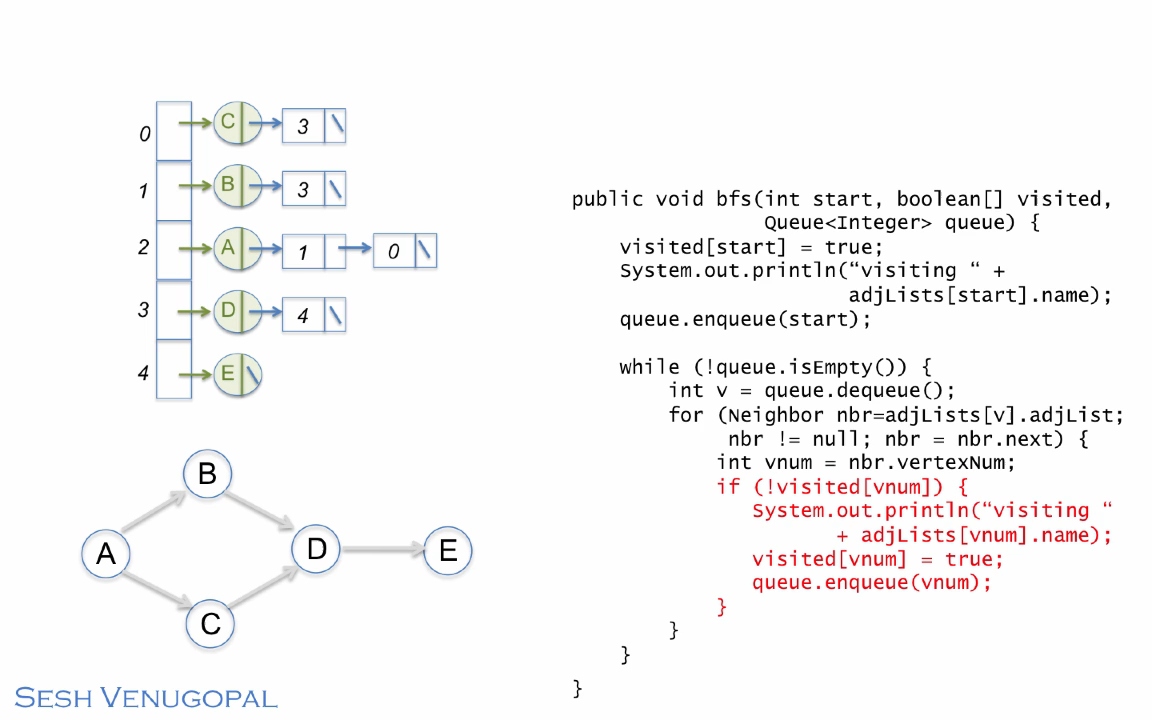 0 C 3
1 B 3
2 A 1 0
3 D 4
4 E
B
A D E
C
public void bfs(int start, boolean[] visited,
Queue<Integer> queue) {
visited[start] = true;
System.out.println(“visiting “ +
adjLists[start].name);
queue.enqueue(start);
while (!queue.isEmpty()) {
int v = queue.dequeue();
for (Neighbor nbr=adjLists[v].adjList;
nbr != null; nbr = nbr.next) {
int vnum = nbr.vertexNum;
if (!visited[vnum]) {
System.out.println(“visiting “
+ adjLists[vnum].name);
visited[vnum] = true;
queue.enqueue(vnum);
}
}
}
}
SESH VENUGOPAL